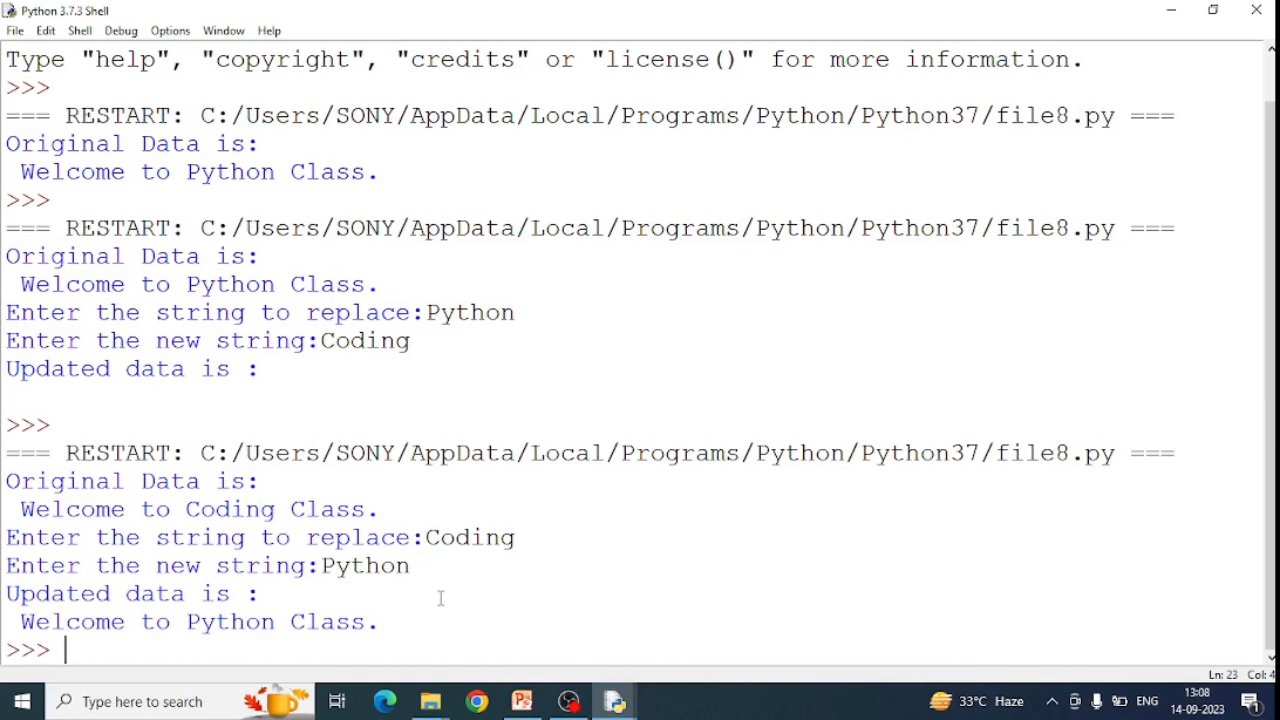 Python 3.7.3 Shell
File Edit Shell Debug Options Window Help
Type "help", "copyright", "credits" or "license()" for more information.
>>>
=== RESTART: C:/Users/SONY/AppData/Local/Programs/Python/Python37/file8.py ===
Original Data is:
 Welcome to Python Class.
>>>
=== RESTART: C:/Users/SONY/AppData/Local/Programs/Python/Python37/file8.py ===
Original Data is:
 Welcome to Python Class.
Enter the string to replace:Python
Enter the new string:Coding
Updated data is :
>>>
=== RESTART: C:/Users/SONY/AppData/Local/Programs/Python/Python37/file8.py ===
Original Data is:
 Welcome to Coding Class.
Enter the string to replace:Coding
Enter the new string:Python
Updated data is :
 Welcome to Python Class.
>>>
Ln: 23 Col: 4
Type here to search
33°C Haze
ENG
13:08
14-09-2023
1